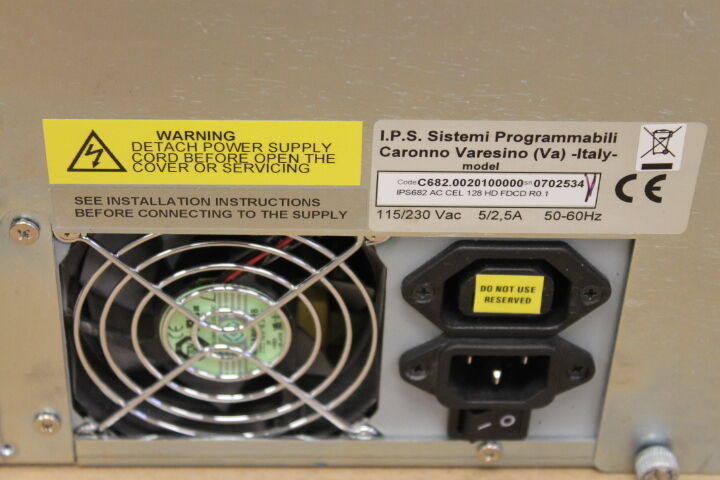 WARNING
DETACH POWER SUPPLY
CORD BEFORE OPEN THE
COVER OR SERVICING
SEE INSTALLATION INSTRUCTIONS
BEFORE CONNECTING TO THE SUPPLY
I.P.S. Sistemi Programmabili
Caronno Varesino (Va) -Italy-
model
Code C682.0020100000 sn 0702534
IPS682 AC CEL 128 HD FDCD R0.1
115/230 Vac 5/2,5A 50-60Hz
CE
DO NOT USE
RESERVED